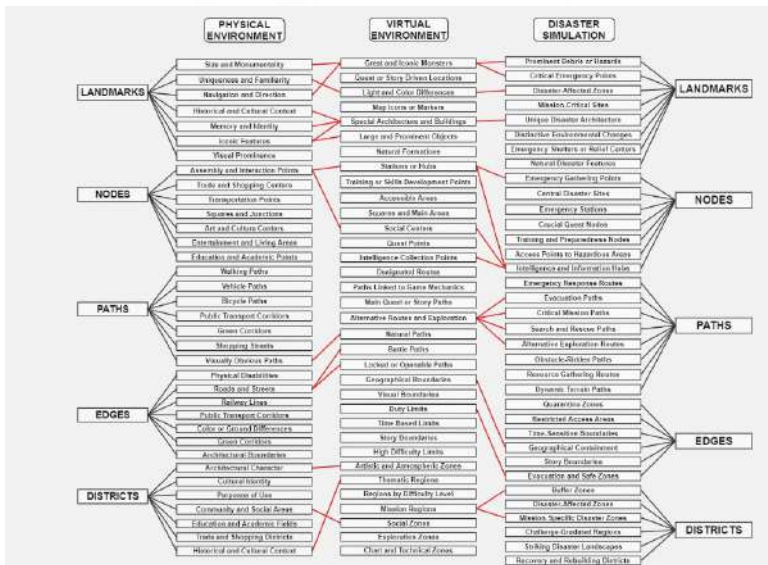 PHYSICAL ENVIRONMENT
VIRTUAL ENVIRONMENT
DISASTER SIMULATION
LANDMARKS
Size and Monumentality
Uniqueness and Familiarity
Navigation and Direction
Historical and Cultural Context
Memory and Identity
Iconic Features
Visual Prominence
NODES
Assembly and Interaction Points
Trade and Shopping Centers
Transportation Points
Squares and Junctions
Art and Culture Centers
Entertainment and Living Areas
Education and Academic Points
PATHS
Walking Paths
Vehicle Paths
Bicycle Paths
Public Transport Corridors
Green Corridors
Shopping Streets
Visually Obvious Paths
EDGES
Physical Disabilities
Roads and Streets
Railway Lines
Public Transport Corridors
Color or Ground Differences
Green Corridors
Architectural Boundaries
DISTRICTS
Architectural Character
Cultural Identity
Purpose of Use
Community and Social Areas
Education and Academic Fields
Trade and Shopping Districts
Historical and Cultural Context
Great and Iconic Monsters
Quest or Story Driven Locations
Light and Color Differences
Map Icons or Markers
Special Architecture and Buildings
Large and Prominent Objects
Natural Formations
Stations or Hubs
Training or Skills Development Points
Accessible Areas
Squares and Main Areas
Social Centers
Quest Points
Intelligence Collection Points
Designated Routes
Paths Linked to Game Mechanics
Main Quest or Story Paths
Alternative Routes and Exploration
Natural Paths
Battle Paths
Locked or Openable Paths
Geographical Boundaries
Visual Boundaries
Duty Limits
Time Based Limits
Story Boundaries
High Difficulty Limits
Artistic and Atmospheric Zones
Thematic Regions
Regions by Difficulty Level
Mission Regions
Social Zones
Exploration Zones
Chart and Technical Zones
Prominent Debris or Hazards
Critical Emergency Points
Disaster-Affected Zones
Mission-Critical Sites
Unique Disaster Architecture
Distinctive Environmental Changes
Emergency Shelters or Relief Centers
Natural Disaster Features
LANDMARKS
Emergency Gathering Points
Central Disaster Sites
Emergency Stations
Crucial Quest Nodes
Training and Preparedness Nodes
Access Points to Hazardous Areas
Intelligence and Information Hubs
NODES
Emergency Response Routes
Evacuation Paths
Critical Mission Paths
Search and Rescue Paths
Alternative Exploration Routes
Obstacle-Ridden Paths
Resource Gathering Routes
Dynamic Terrain Paths
PATHS
Quarantine Zones
Restricted Access Areas
Time-Sensitive Boundaries
Geographical Containment
Story Boundaries
Evacuation and Safe Zones
EDGES
Buffer Zones
Disaster-Affected Zones
Mission-Specific Disaster Zones
Challenge-Graded Regions
Striking Disaster Landscapes
Recovery and Rebuilding Districts
DISTRICTS